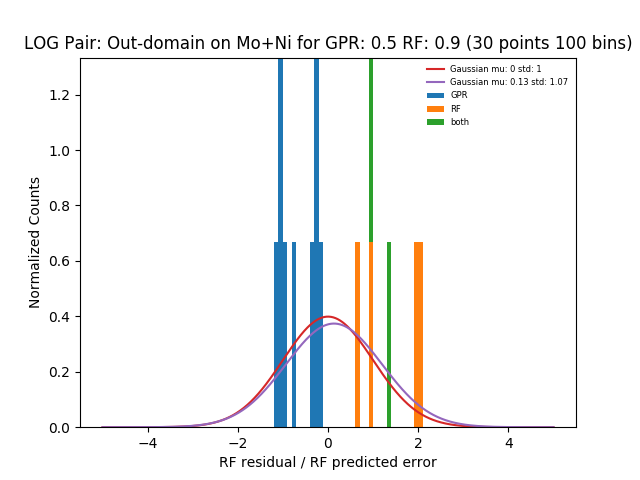 LOG Pair: Out-domain on Mo+Ni for GPR: 0.5 RF: 0.9 (30 points 100 bins)
Gaussian mu: 0 std: 1
Gaussian mu: 0.13 std: 1.07
GPR
RF
both
1.2
1.0
0.8
0.6
0.4
0.2
0.0
Normalized Counts
−4 −2 0 2 4
RF residual / RF predicted error